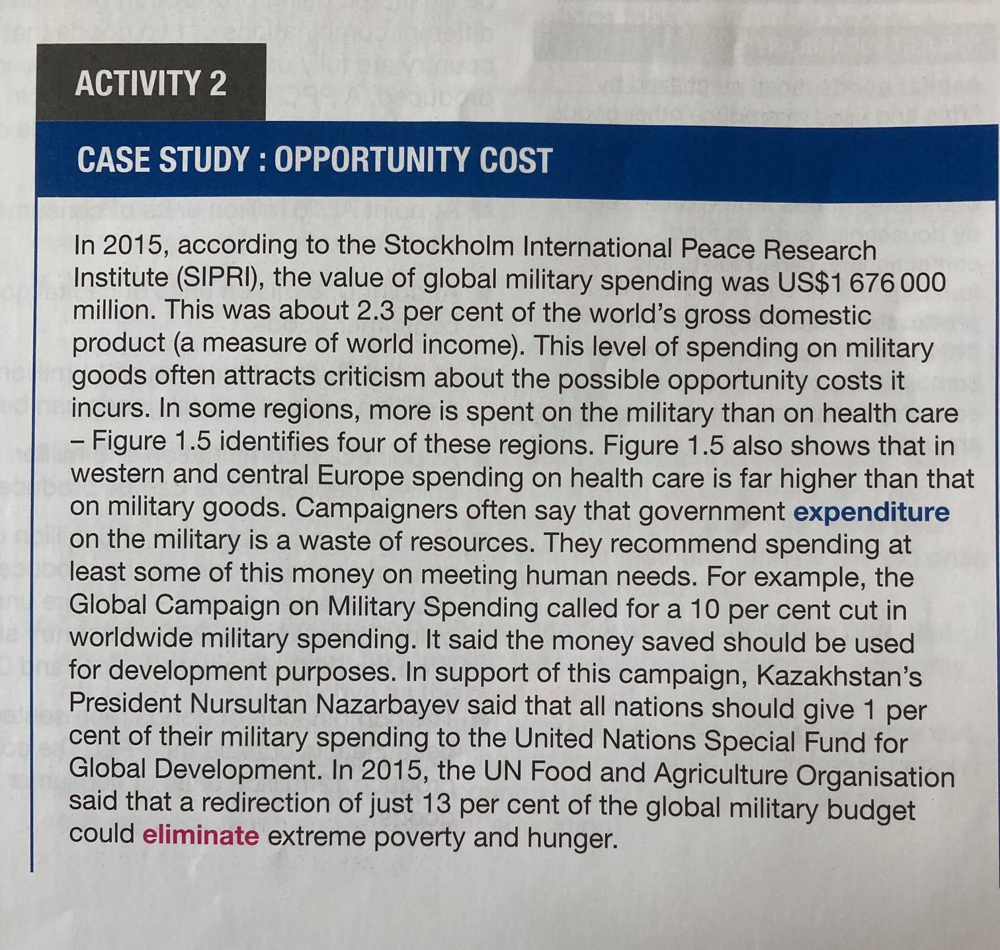 ACTIVITY 2
CASE STUDY : OPPORTUNITY COST
In 2015, according to the Stockholm International Peace Research
Institute (SIPRI), the value of global military spending was US$1 676 000
million. This was about 2.3 per cent of the world's gross domestic
product (a measure of world income). This level of spending on military
goods often attracts criticism about the possible opportunity costs it
incurs. In some regions, more is spent on the military than on health care
– Figure 1.5 identifies four of these regions. Figure 1.5 also shows that in
western and central Europe spending on health care is far higher than that
on military goods. Campaigners often say that government expenditure
on the military is a waste of resources. They recommend spending at
least some of this money on meeting human needs. For example, the
Global Campaign on Military Spending called for a 10 per cent cut in
worldwide military spending. It said the money saved should be used
for development purposes. In support of this campaign, Kazakhstan's
President Nursultan Nazarbayev said that all nations should give 1 per
cent of their military spending to the United Nations Special Fund for
Global Development. In 2015, the UN Food and Agriculture Organisation
said that a redirection of just 13 per cent of the global military budget
could eliminate extreme poverty and hunger.